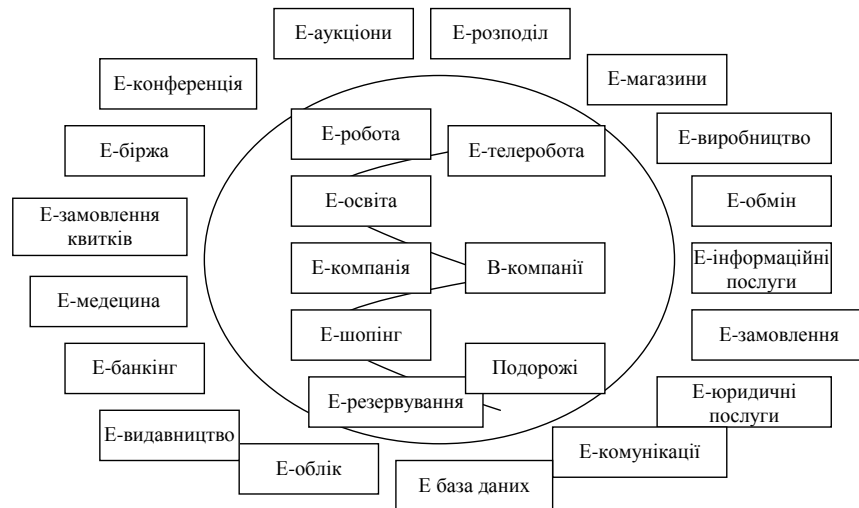 Е-аукціони
Е-розподіл
Е-конференція
Е-магазини
Е-робота
Е-телеробота
Е-виробництво
Е-біржа
Е-освіта
Е-обмін
Е-замовлення
квитків
Е-компанія
В-компанії
Е-інформаційні
послуги
Е-медецина
Е-шопінг
Е-замовлення
Е-банкінг
Подорожі
Е-резервування
Е-юридичні
послуги
Е-видавництво
Е-комунікації
Е-облік
Е база даних